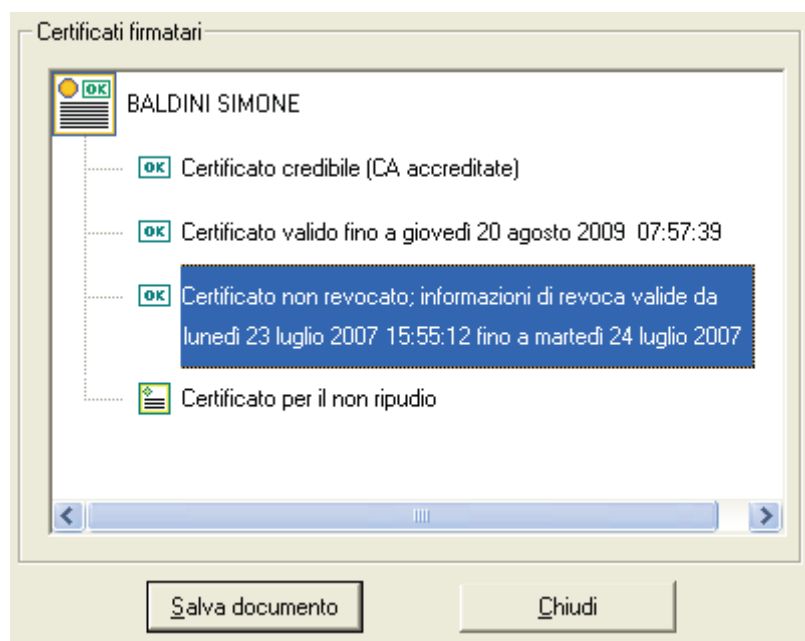 Certificati firmatari
OK
BALDINI SIMONE
OK Certificato credibile (CA accreditate)
OK Certificato valido fino a giovedì 20 agosto 2009 07:57:39
OK Certificato non revocato; informazioni di revoca valide da
lunedì 23 luglio 2007 15:55:12 fino a martedì 24 luglio 2007
Certificato per il non ripudio
Salva documento
Chiudi